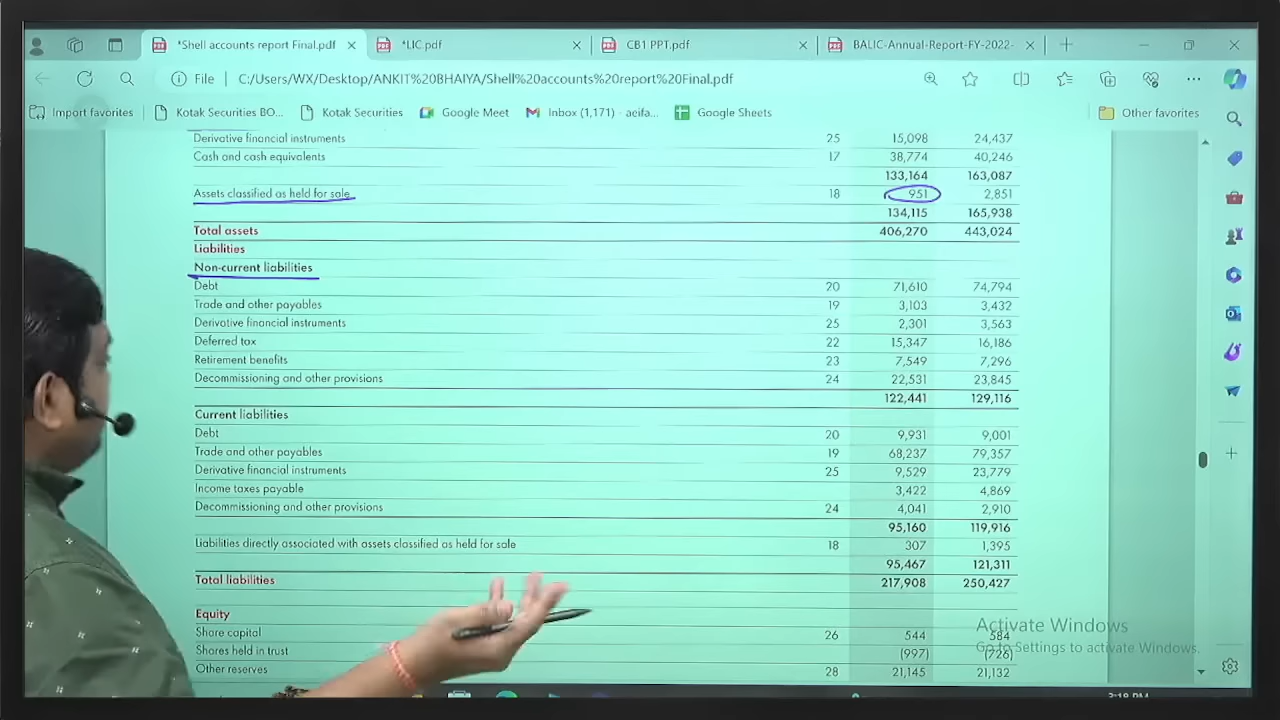 *Shell accounts report Final.pdf
*LIC.pdf
CB1 PPT.pdf
BALIC-Annual-Report-FY-2022-
File C:/Users/WX/Desktop/ANKIT%20BHAIYA/Shell%20accounts%20report%20Final.pdf
Import favorites Kotak Securities BO... Kotak Securities Google Meet Inbox (1,171) - aeifa... Google Sheets Other favorites
Derivative financial instruments 25 15,098 24,437
Cash and cash equivalents 17 38,774 40,246
133,164 163,087
Assets classified as held for sale 18 951 2,851
134,115 165,938
Total assets 406,270 443,024
Liabilities
Non-current liabilities
Debt 20 71,610 74,794
Trade and other payables 19 3,103 3,432
Derivative financial instruments 25 2,301 3,563
Deferred tax 22 15,347 16,186
Retirement benefits 23 7,549 7,296
Decommissioning and other provisions 24 22,531 23,845
122,441 129,116
Current liabilities
Debt 20 9,931 9,001
Trade and other payables 19 68,237 79,357
Derivative financial instruments 25 9,529 23,779
Income taxes payable 3,422 4,869
Decommissioning and other provisions 24 4,041 2,910
95,160 119,916
Liabilities directly associated with assets classified as held for sale 18 307 1,395
95,467 121,311
Total liabilities 217,908 250,427
Equity
Share capital 26 544 584
Shares held in trust (997) (726)
Other reserves 28 21,145 21,132
Activate Windows
Go to Settings to activate Windows.
3:18 PM